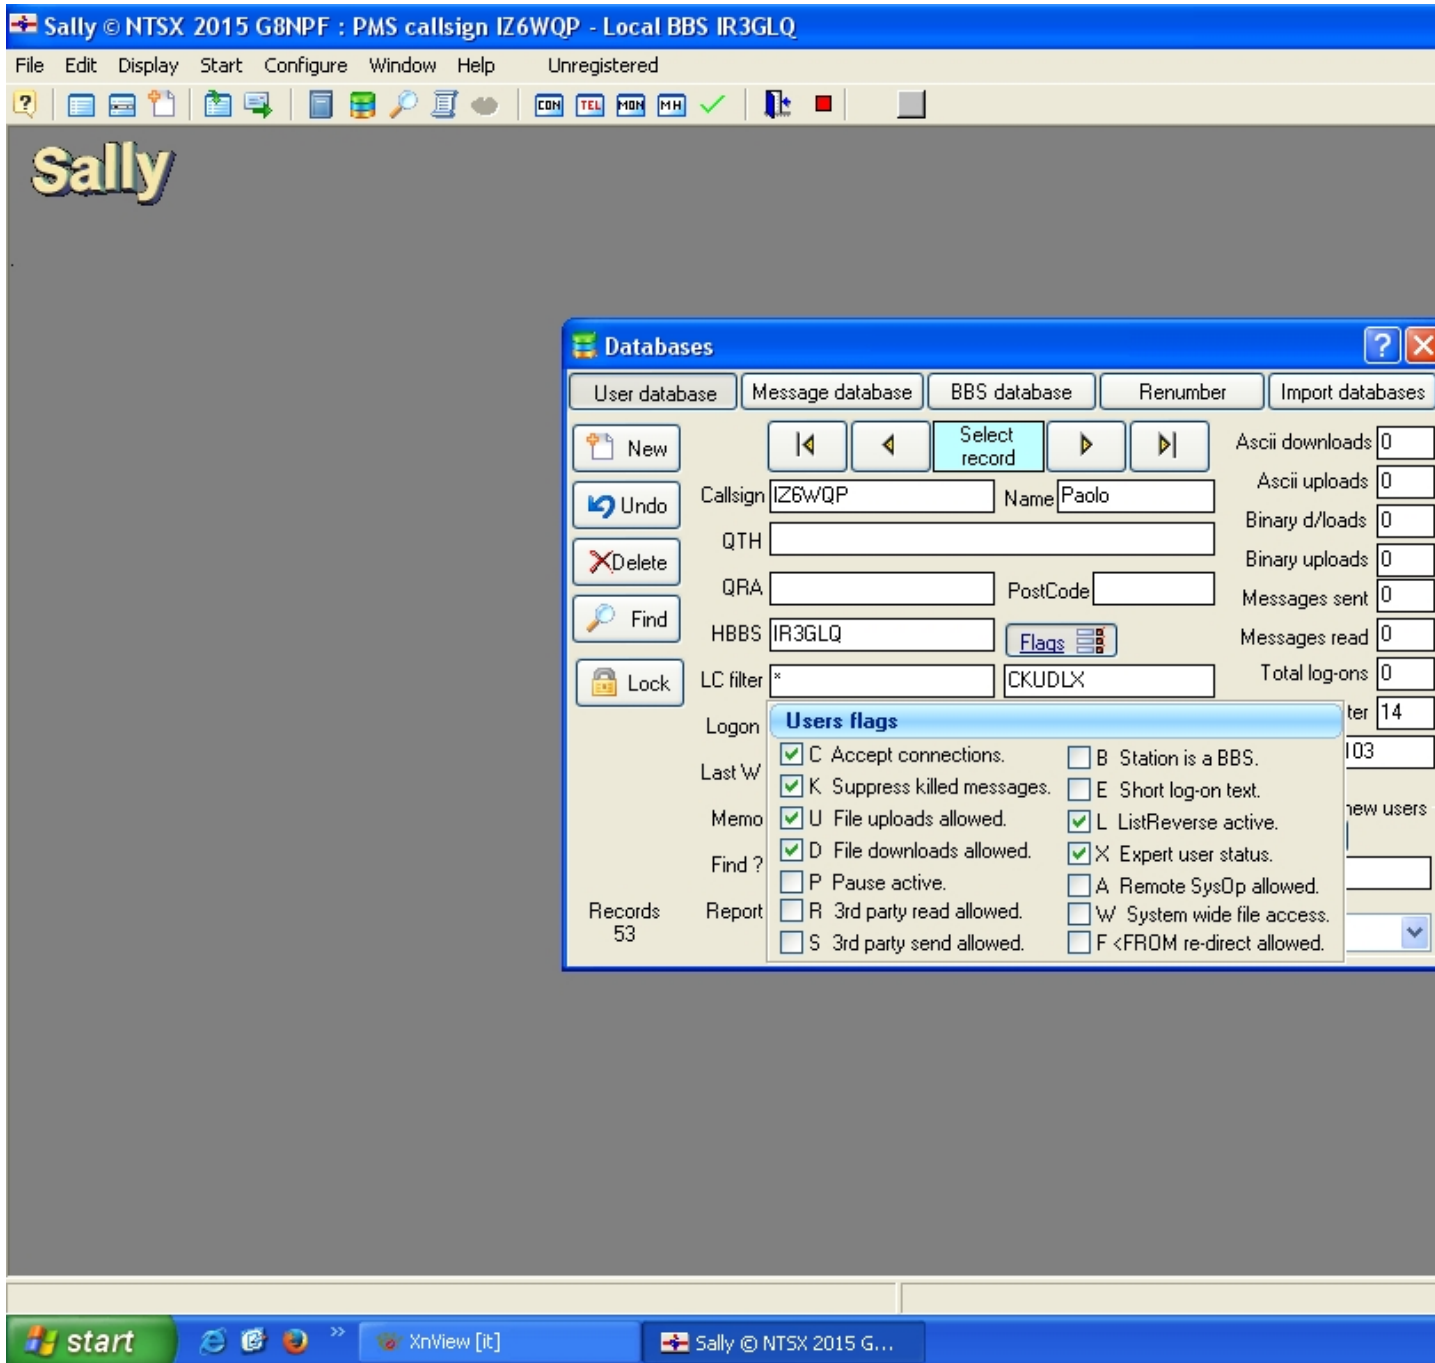 Sally © NTSX 2015 G8NPF : PMS callsign IZ6WQP - Local BBS IR3GLQ
File Edit Display Start Configure Window Help Unregistered
CON TEL MON MH
Sally
Databases
User database Message database BBS database Renumber Import databases
New
Select record
Ascii downloads 0
Undo
Callsign IZ6WQP Name Paolo
Ascii uploads 0
QTH
Binary d/loads 0
Delete
Binary uploads 0
QRA PostCode
Messages sent 0
Find
HBBS IR3GLQ Flags
Messages read 0
Lock
LC filter * CKUDLX
Total log-ons 0
Logon
Users flags
ter 14
C Accept connections. B Station is a BBS.
Last W
K Suppress killed messages. E Short log-on text.
Memo
U File uploads allowed. L ListReverse active.
D File downloads allowed. X Expert user status.
Find ?
P Pause active. A Remote SysOp allowed.
Records 53
Report
R 3rd party read allowed. W System wide file access.
S 3rd party send allowed. F <FROM re-direct allowed.
start XnView [it] Sally © NTSX 2015 G...